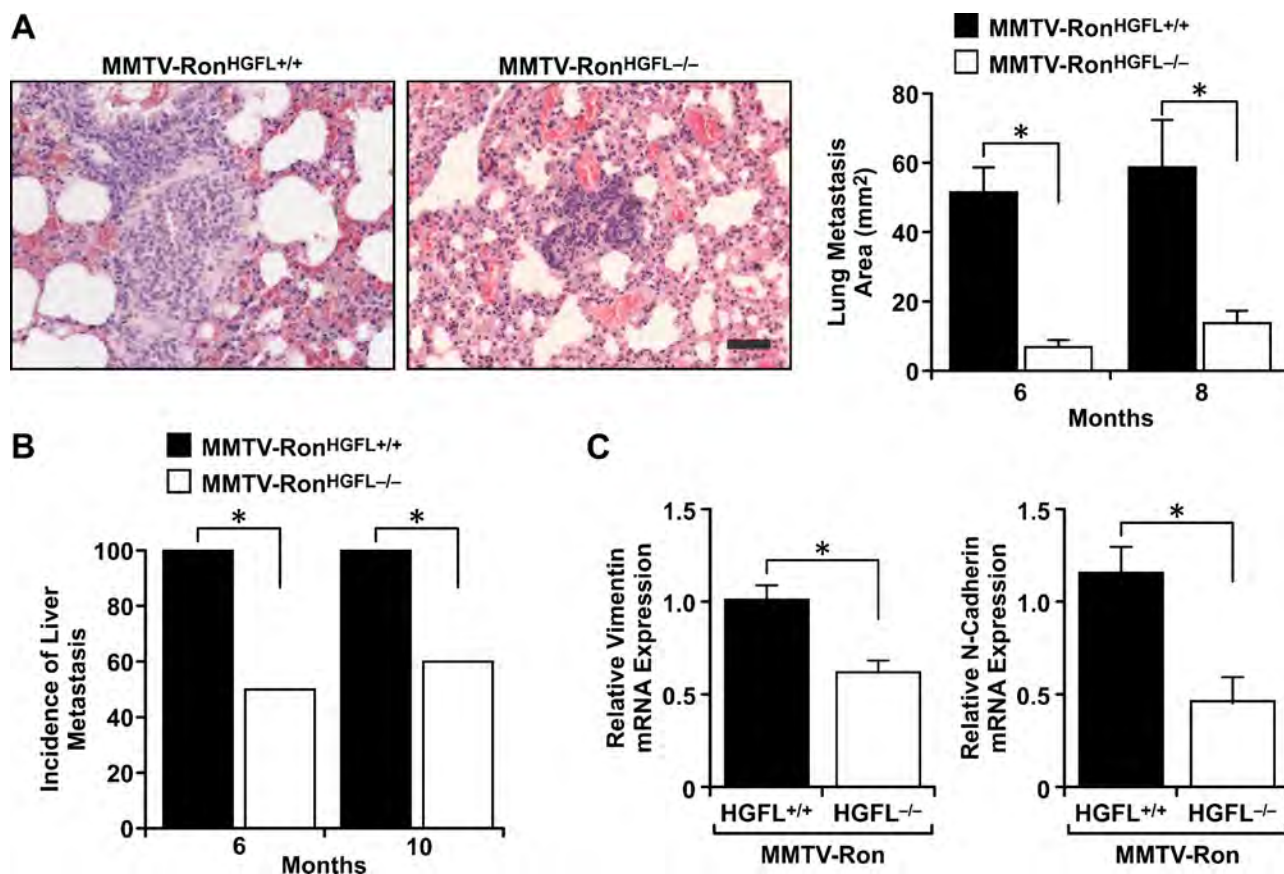 A
MMTV-RonHGFL+/+
MMTV-RonHGFL–/–
MMTV-RonHGFL+/+
MMTV-RonHGFL–/–
80
60
40
20
0
Lung Metastasis
Area (mm²)
*
*
6
8
Months
B
MMTV-RonHGFL+/+
MMTV-RonHGFL–/–
100
80
60
40
20
0
Incidence of Liver
Metastasis
*
*
6
10
Months
C
1.5
1.0
0.5
0
Relative Vimentin
mRNA Expression
*
HGFL+/+
HGFL–/–
MMTV-Ron
1.5
1.0
0.5
0
Relative N-Cadherin
mRNA Expression
*
HGFL+/+
HGFL–/–
MMTV-Ron